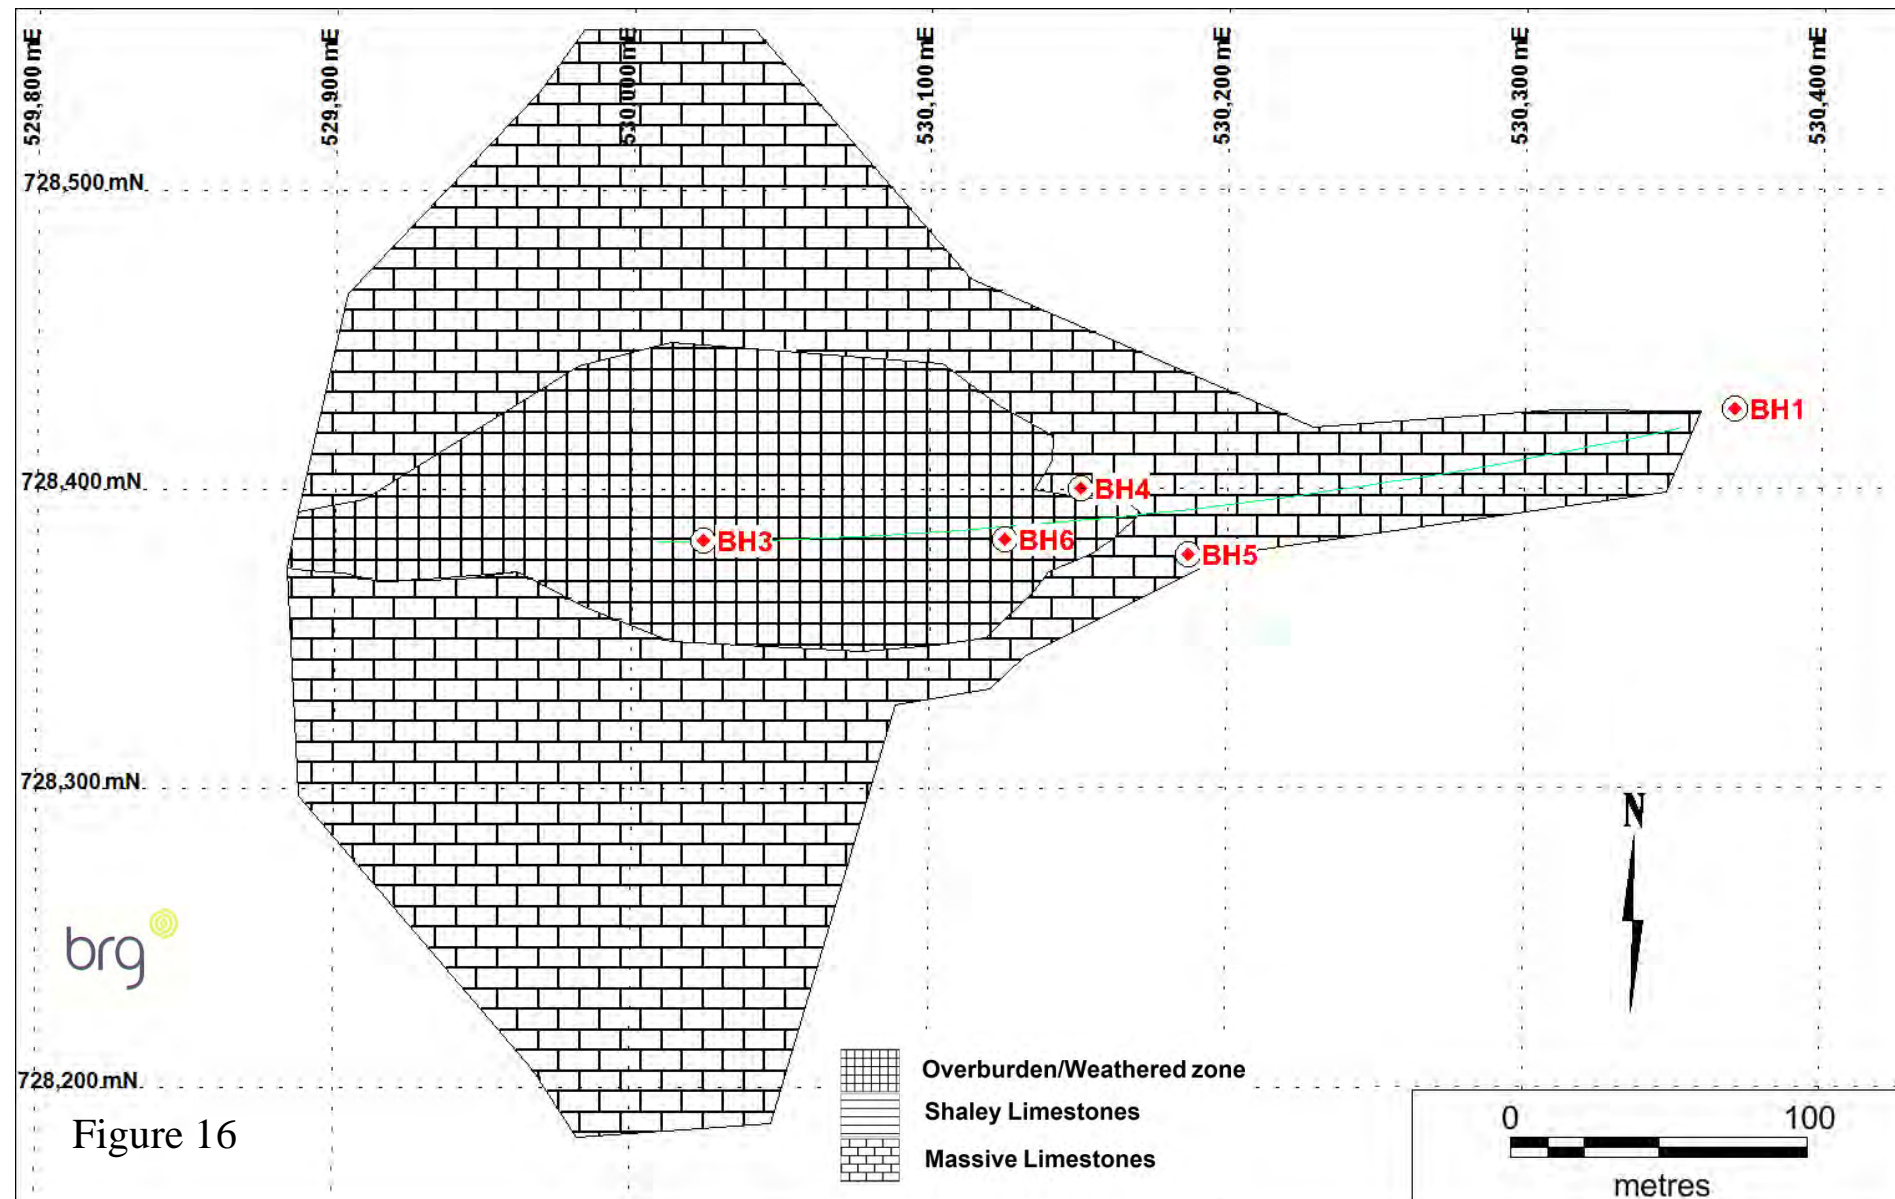 529,800 mE
529,900 mE
530,000 mE
530,100 mE
530,200 mE
530,300 mE
530,400 mE
728,500 mN
728,400 mN
728,300 mN
728,200 mN
BH1
BH4
BH3
BH6
BH5
N
brg
Figure 16
Overburden/Weathered zone
Shaley Limestones
Massive Limestones
0 100
metres